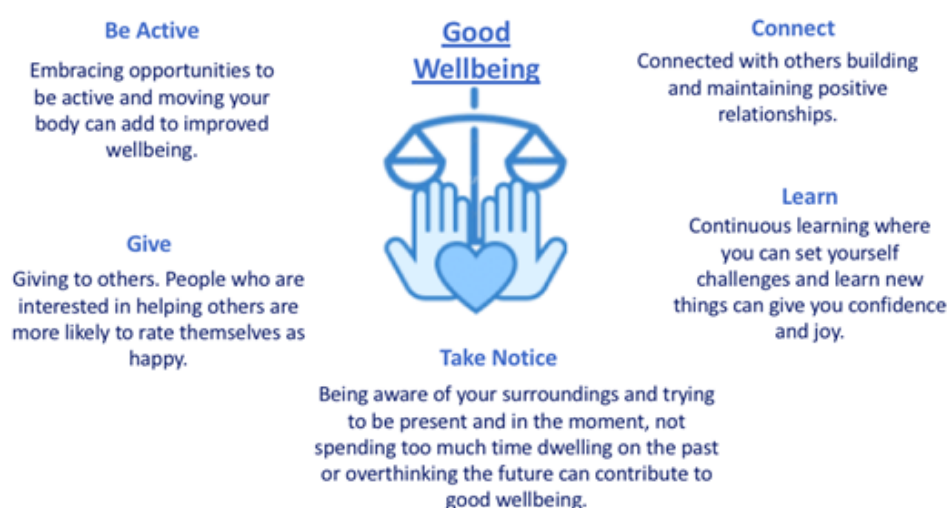 Good
Wellbeing
Be Active
Embracing opportunities to
be active and moving your
body can add to improved
wellbeing.
Connect
Connected with others building
and maintaining positive
relationships.
Give
Giving to others. People who are
interested in helping others are
more likely to rate themselves as
happy.
Learn
Continuous learning where
you can set yourself
challenges and learn new
things can give you confidence
and joy.
Take Notice
Being aware of your surroundings and trying
to be present and in the moment, not
spending too much time dwelling on the past
or overthinking the future can contribute to
good wellbeing.